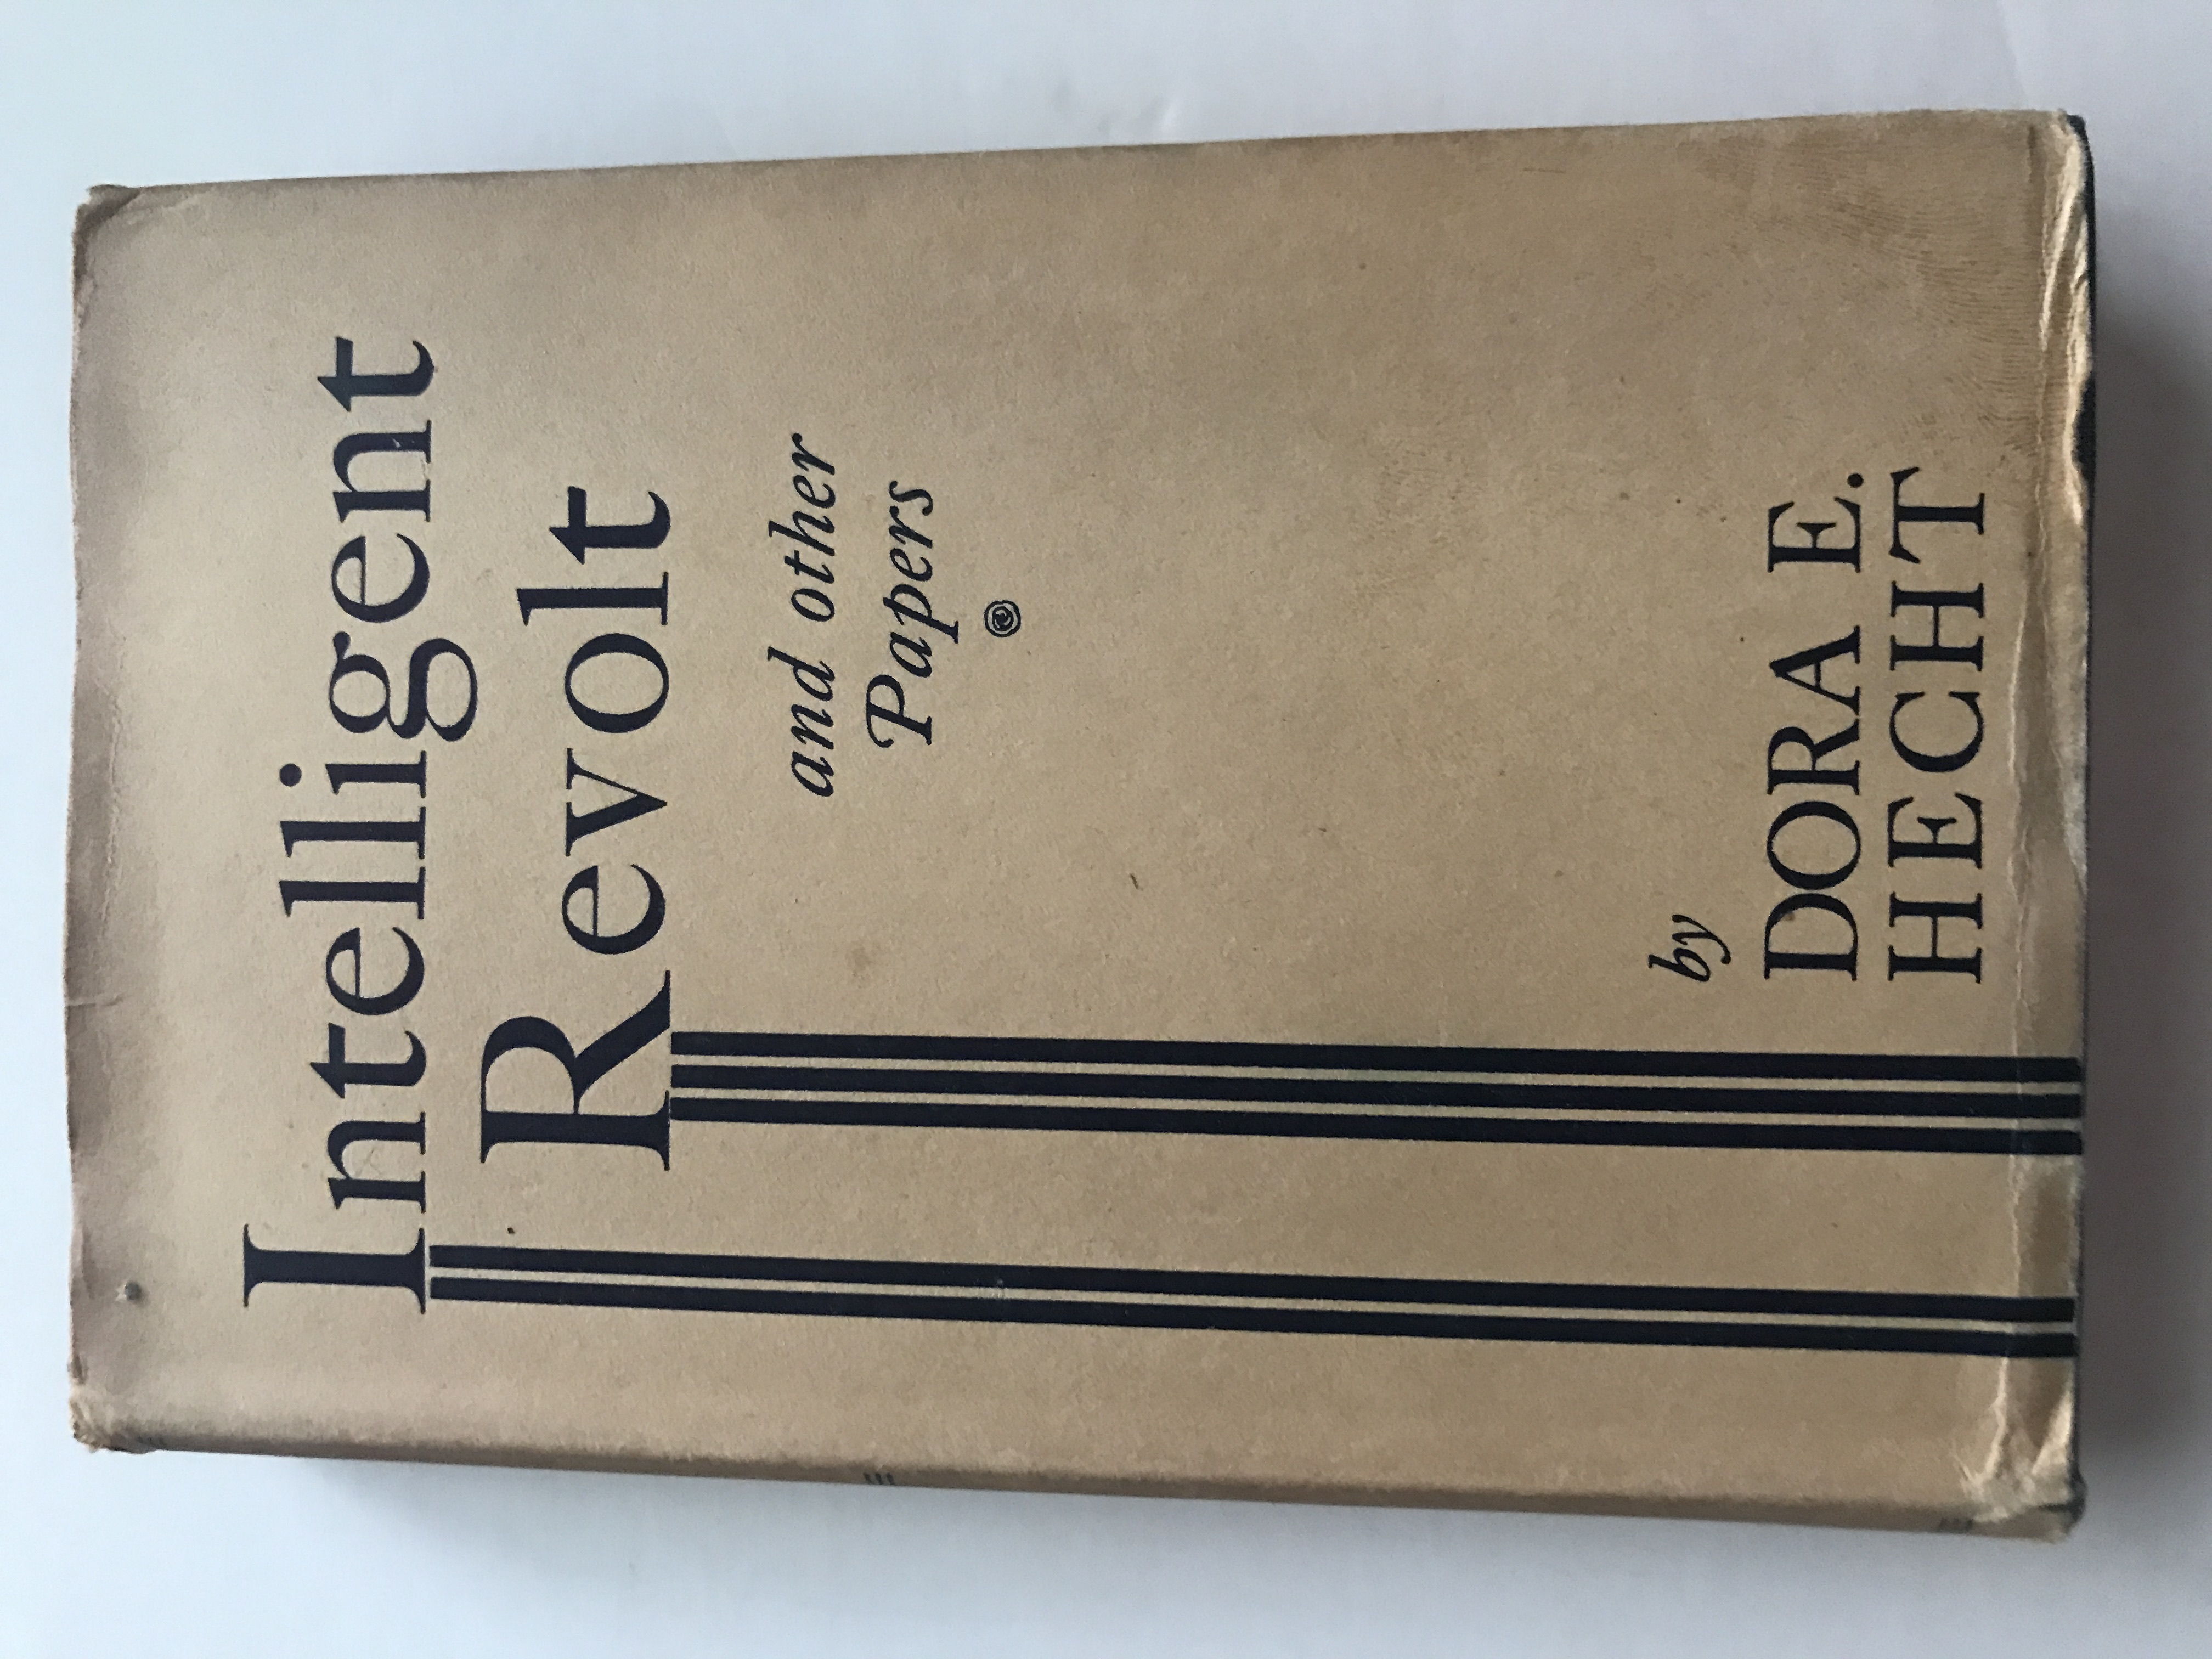 Intelligent
Revolt
and other
Papers
by
DORA E.
HECHT